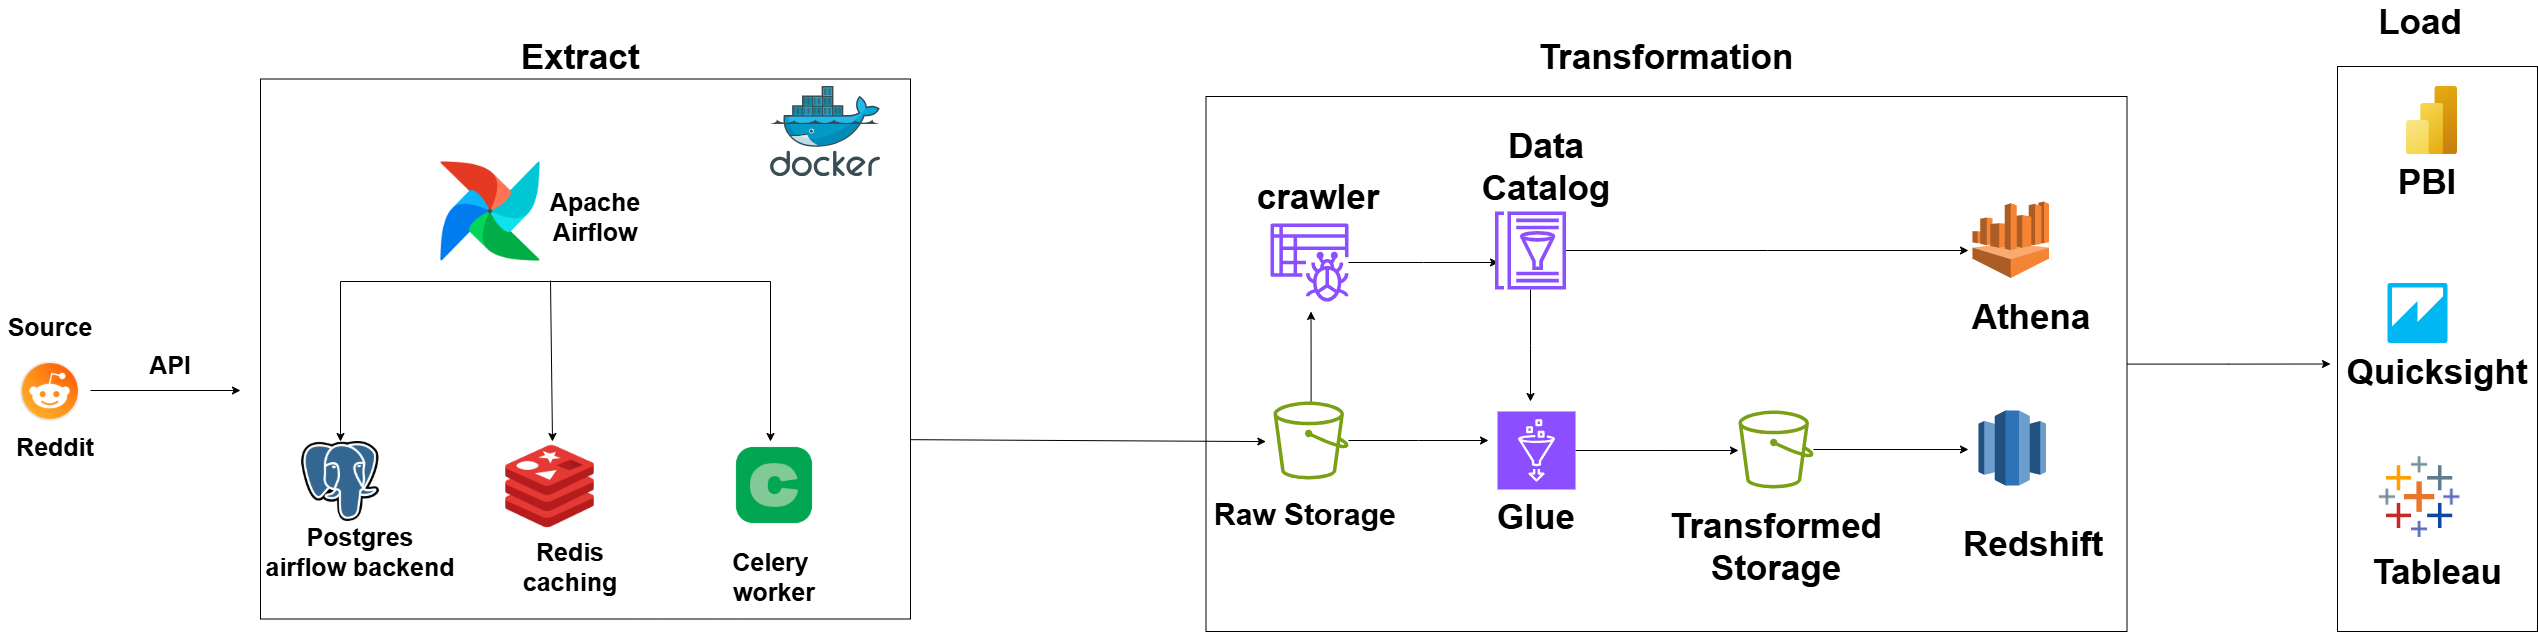 Source
Reddit
API
Extract
docker
Apache
Airflow
Postgres
airflow backend
Redis
caching
Celery
worker
Transformation
crawler
Data
Catalog
Athena
Raw Storage
Glue
Transformed
Storage
Redshift
Load
PBI
Quicksight
Tableau